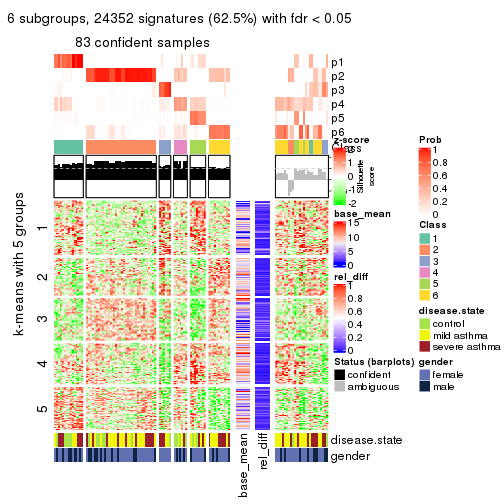 6 subgroups, 24352 signatures (62.5%) with fdr < 0.05
83 confident samples
p1
p2
p3
p4
p5
p6
Class
Silhouette
score
k-means with 5 groups
1
2
3
4
5
base_mean
rel_diff
disease.state
gender
z-score
2
1
0
-1
-2
base_mean
15
10
5
0
rel_diff
1
0.8
0.6
0.4
0.2
0
Status (barplots)
confident
ambiguous
Prob
1
0.8
0.6
0.4
0.2
0
Class
1
2
3
4
5
6
disease.state
control
mild asthma
severe asthma
gender
female
male